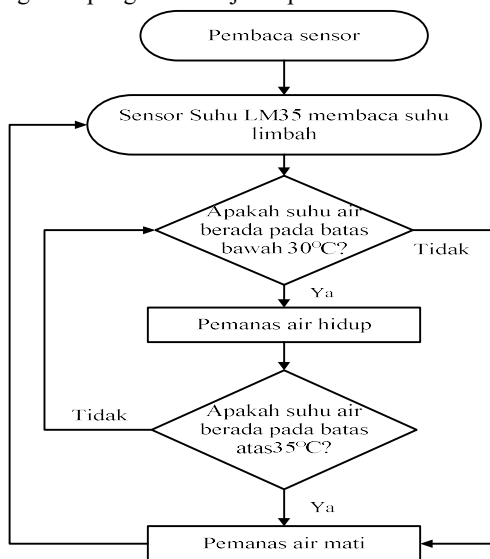 Pembaca sensor
Sensor Suhu LM35 membaca suhu
limbah
Apakah suhu air
berada pada batas
bawah 30°C?
Tidak
Ya
Pemanas air hidup
Apakah suhu air
berada pada batas
atas35°C?
Tidak
Ya
Pemanas air mati